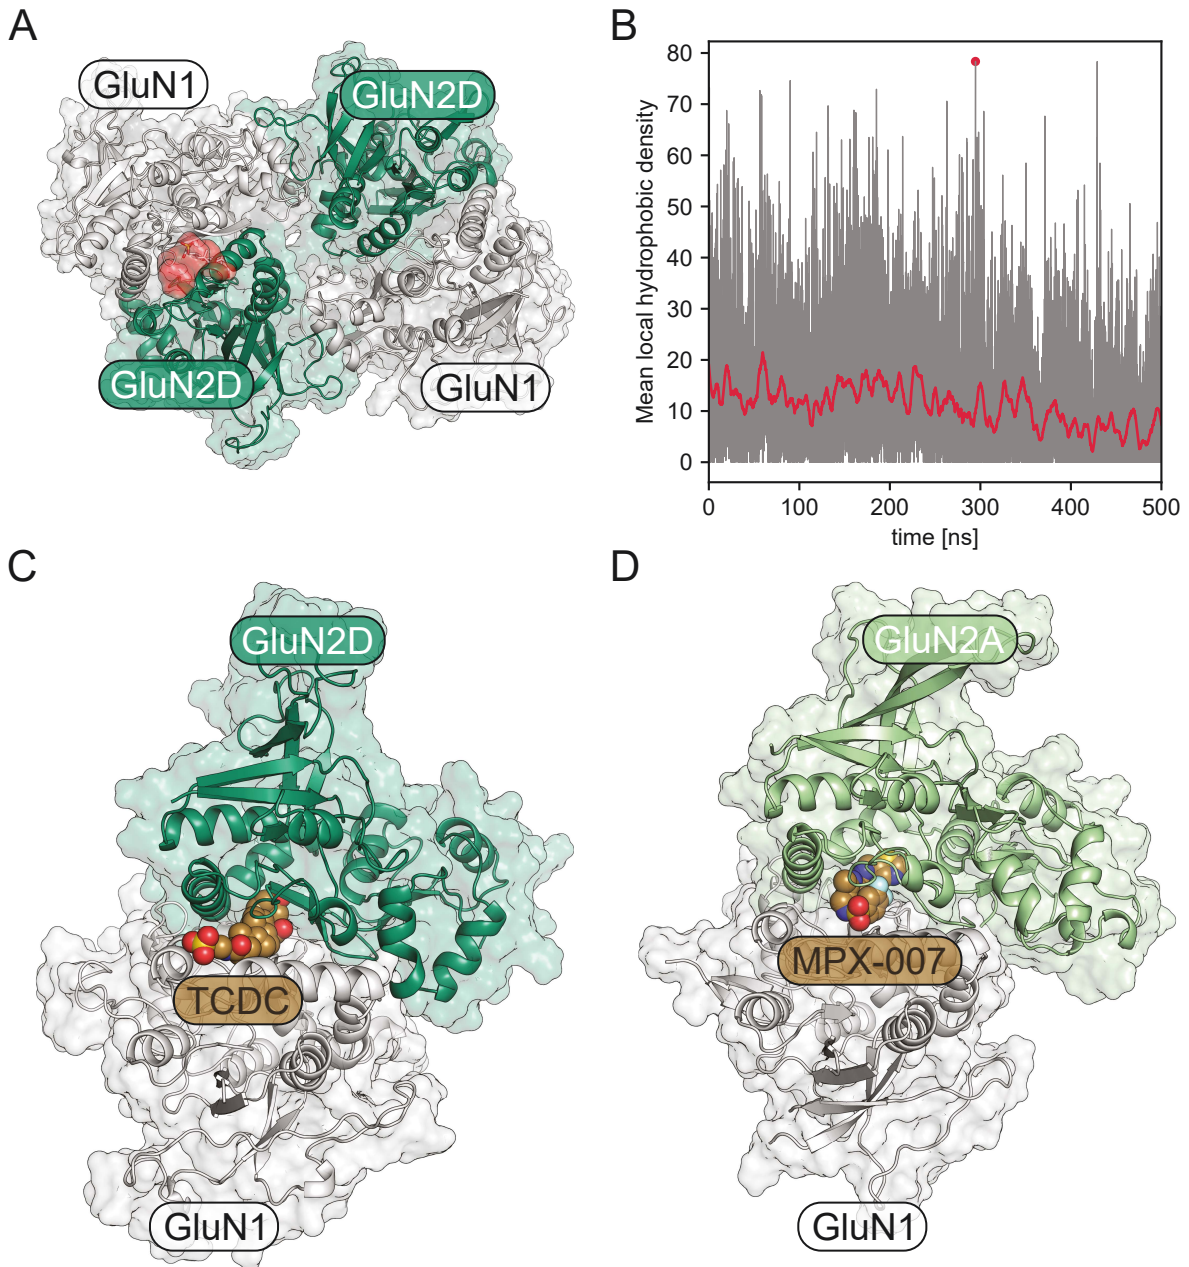 A
GluN1
GluN2D
GluN2D
GluN1
B
Mean local hydrophobic density
80
70
60
50
40
30
20
10
0
0 100 200 300 400 500
time [ns]
C
GluN2D
TCDC
GluN1
D
GluN2A
MPX-007
GluN1